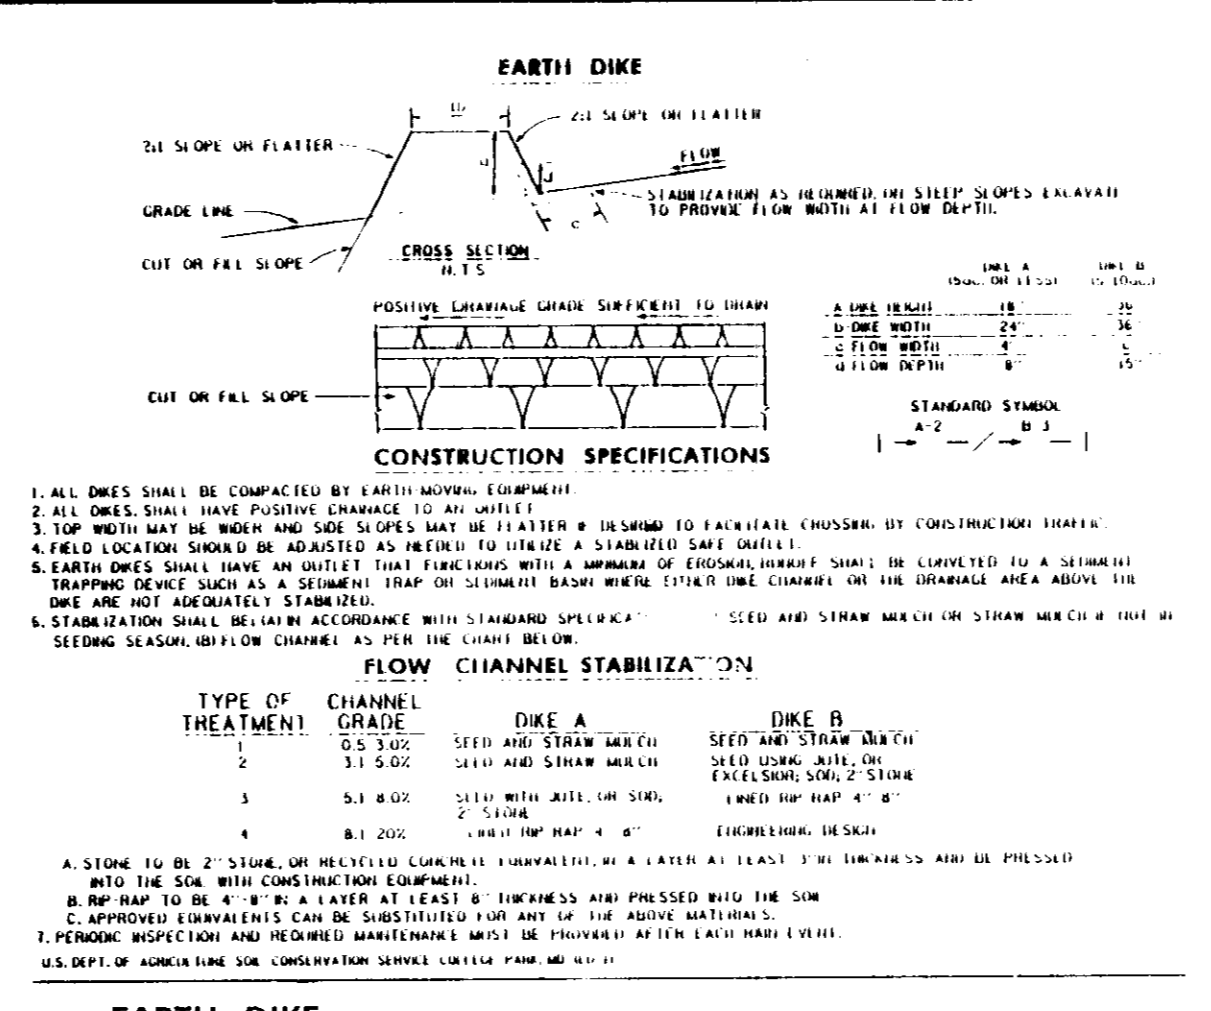 EARTH DIKE
b
2:1 SLOPE OR FLATTER
2:1 SLOPE OR FLATTER
FLOW
GRADE LINE
STABILIZATION AS REQUIRED. ON STEEP SLOPES EXCAVATE
TO PROVIDE FLOW WIDTH AT FLOW DEPTH.
c
CUT OR FILL SLOPE
CROSS SECTION
N.T.S
POSITIVE DRAINAGE GRADE SUFFICIENT TO DRAIN
CUT OR FILL SLOPE
DIKE A DIKE B
(5ac. OR LESS) (5-10ac.)
a DIKE HEIGHT 18" 36
b-DIKE WIDTH 24" 36
c FLOW WIDTH 4'
d FLOW DEPTH 8" 15"
STANDARD SYMBOL
A-2 B 3
CONSTRUCTION SPECIFICATIONS
1. ALL DIKES SHALL BE COMPACTED BY EARTH-MOVING EQUIPMENT.
2. ALL DIKES. SHALL HAVE POSITIVE DRAINAGE TO AN OUTLET
3. TOP WIDTH MAY BE WIDER AND SIDE SLOPES MAY BE FLATTER IF DESIRED TO FACILITATE CROSSING BY CONSTRUCTION TRAFFIC.
4. FIELD LOCATION SHOULD BE ADJUSTED AS NEEDED TO UTILIZE A STABILIZED SAFE OUTLET.
5. EARTH DIKES SHALL HAVE AN OUTLET THAT FUNCTIONS WITH A MINIMUM OF EROSION, RUNOFF SHALL BE CONVEYED TO A SEDIMENT
TRAPPING DEVICE SUCH AS A SEDIMENT TRAP OR SEDIMENT BASIN WHERE EITHER DIKE CHANNEL OR THE DRAINAGE AREA ABOVE THE
DIKE ARE NOT ADEQUATELY STABILIZED.
6. STABILIZATION SHALL BE: (A) IN ACCORDANCE WITH STANDARD SEED AND STRAW MULCH OR STRAW MULCH IF NOT IN
SEEDING SEASON. (B) FLOW CHANNEL AS PER THE CHART BELOW.
FLOW CHANNEL STABILIZATION
TYPE OF CHANNEL
TREATMENT GRADE DIKE A DIKE B
1 0.5 3.0% SEED AND STRAW MULCH SEED AND STRAW MULCH
2 3.1 5.0% SEED AND STRAW MULCH SEED USING JUTE, OR
EXCELSIOR; SOD; 2" STONE
3 5.1 8.0% SEED WITH JUTE, OR SOD; LINED RIP RAP 4" 8"
2" STONE
4 8.1 20% LINED RIP RAP 4 8" ENGINEERING DESIGN
A. STONE TO BE 2" STONE, OR RECYCLED CONCRETE EQUIVALENT, IN A LAYER AT LEAST 3" IN THICKNESS AND BE PRESSED
INTO THE SOIL WITH CONSTRUCTION EQUIPMENT.
B. RIP-RAP TO BE 4"-8" IN A LAYER AT LEAST 8" THICKNESS AND PRESSED INTO THE SOIL
C. APPROVED EQUIVALENTS CAN BE SUBSTITUTED FOR ANY OF THE ABOVE MATERIALS.
7. PERIODIC INSPECTION AND REQUIRED MAINTENANCE MUST BE PROVIDED AFTER EACH RAIN EVENT.
U.S. DEPT. OF AGRICULTURE SOIL CONSERVATION SERVICE COLLEGE PARK, MD
EARTH DIKE